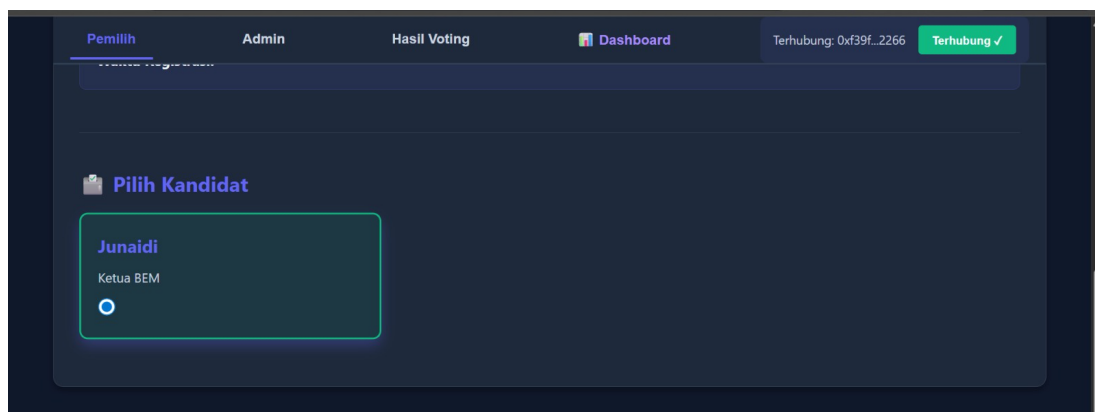 Pemilih Admin Hasil Voting Dashboard Terhubung: 0xf39f...2266 Terhubung ✓
Pilih Kandidat
Junaidi
Ketua BEM